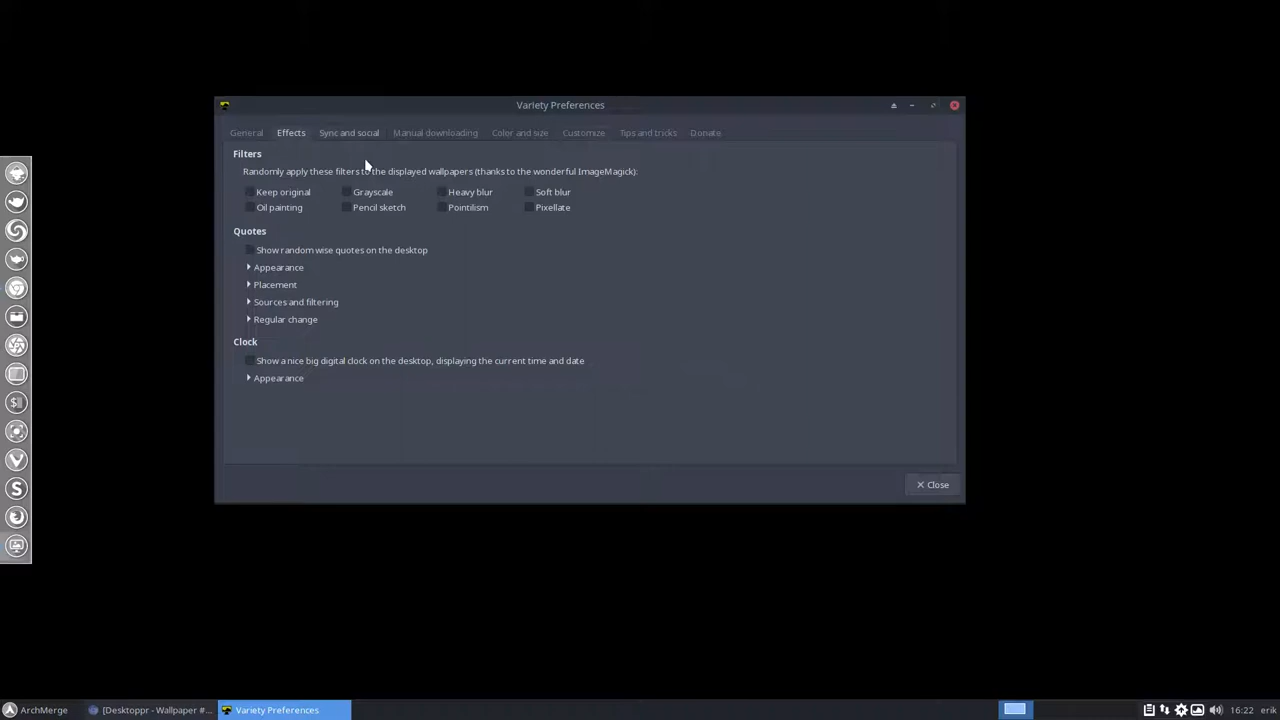 Variety Preferences
General Effects Sync and social Manual downloading Color and size Customize Tips and tricks Donate
Filters
Randomly apply these filters to the displayed wallpapers (thanks to the wonderful ImageMagick):
Keep original Grayscale Heavy blur Soft blur
Oil painting Pencil sketch Pointilism Pixellate
Quotes
Show random wise quotes on the desktop
Appearance
Placement
Sources and filtering
Regular change
Clock
Show a nice big digital clock on the desktop, displaying the current time and date
Appearance
Close
ArchMerge [Desktoppr - Wallpaper #... Variety Preferences 16:22 erik